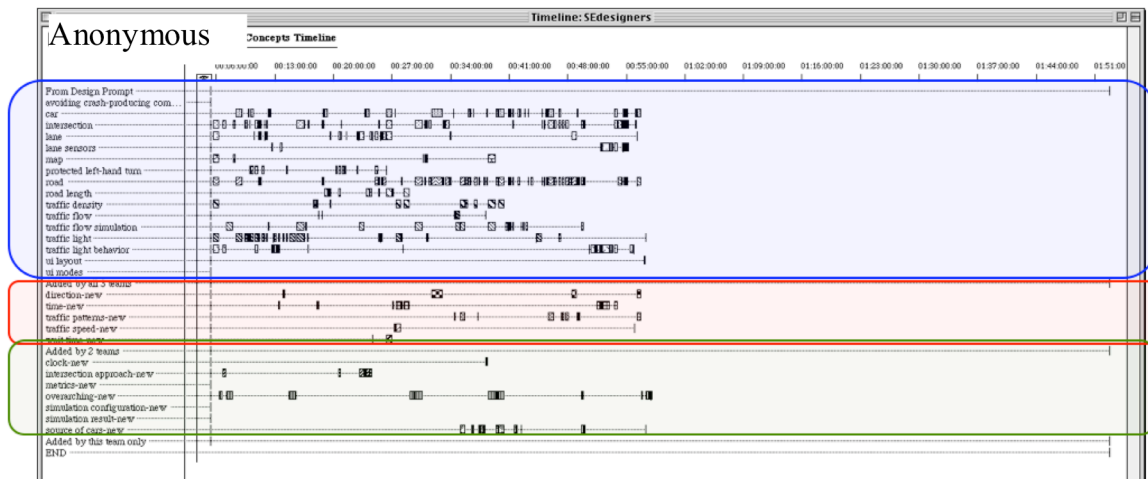 Timeline: SEdesigners
Anonymous
Concepts Timeline
00:06:00:00 00:13:00:00 00:20:00:00 00:27:00:00 00:34:00:00 00:41:00:00 00:48:00:00 00:55:00:00 01:02:00:00 01:09:00:00 01:16:00:00 01:23:00:00 01:30:00:00 01:37:00:00 01:44:00:00 01:51:00
From Design Prompt
avoiding crash-producing com...
car
intersection
lane
lane sensors
map
protected left-hand turn
road
road length
traffic density
traffic flow
traffic flow simulation
traffic light
traffic light behavior
ui layout
ui modes
Added by all 3 teams
direction-new
time-new
traffic patterns-new
traffic speed-new
wait time-new
Added by 2 teams
clock-new
intersection approach-new
metrics-new
overarching-new
simulation configuration-new
simulation result-new
source of cars-new
Added by this team only
END